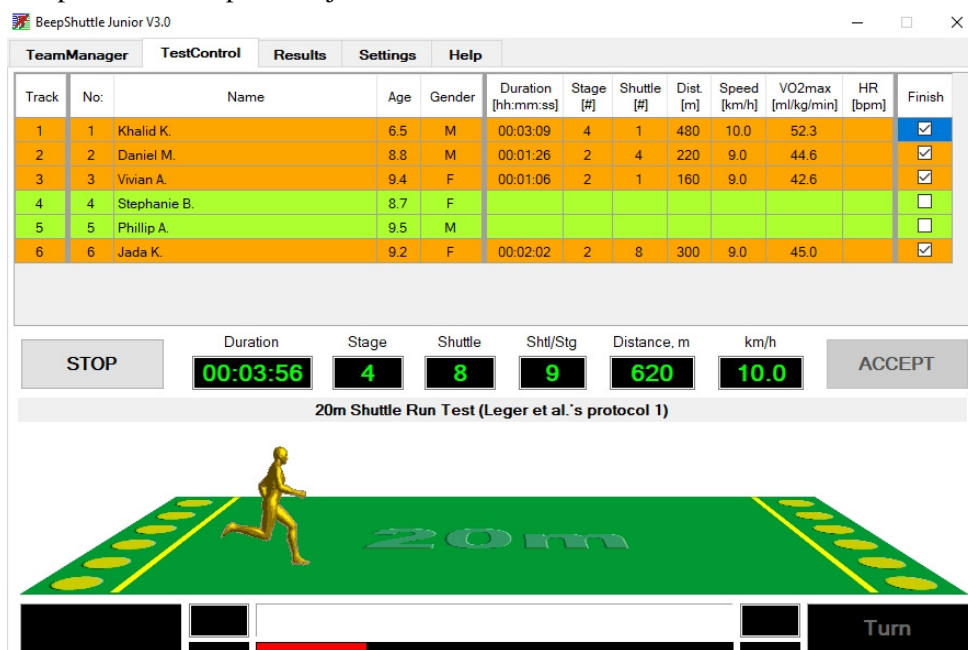 BeepShuttle Junior V3.0
TeamManager TestControl Results Settings Help
Track No: Name Age Gender Duration [hh:mm:ss] Stage [#] Shuttle [#] Dist. [m] Speed [km/h] VO2max [ml/kg/min] HR [bpm] Finish
1 1 Khalid K. 6.5 M 00:03:09 4 1 480 10.0 52.3
2 2 Daniel M. 8.8 M 00:01:26 2 4 220 9.0 44.6
3 3 Vivian A. 9.4 F 00:01:06 2 1 160 9.0 42.6
4 4 Stephanie B. 8.7 F
5 5 Phillip A. 9.5 M
6 6 Jada K. 9.2 F 00:02:02 2 8 300 9.0 45.0
Duration Stage Shuttle Shtl/Stg Distance, m km/h
STOP 00:03:56 4 8 9 620 10.0 ACCEPT
20m Shuttle Run Test (Leger et al.`s protocol 1)
20m
Turn